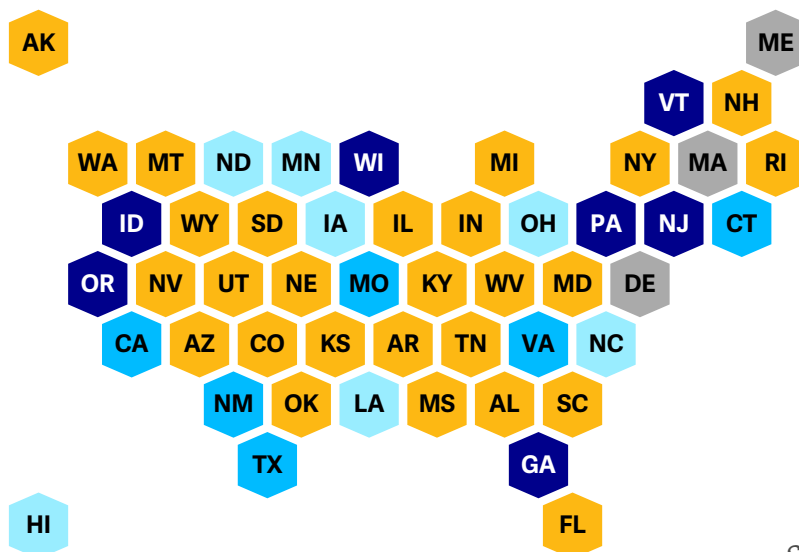 AK ME
VT NH
WA MT ND MN WI MI NY MA RI
ID WY SD IA IL IN OH PA NJ CT
OR NV UT NE MO KY WV MD DE
CA AZ CO KS AR TN VA NC
NM OK LA MS AL SC
TX GA
HI FL